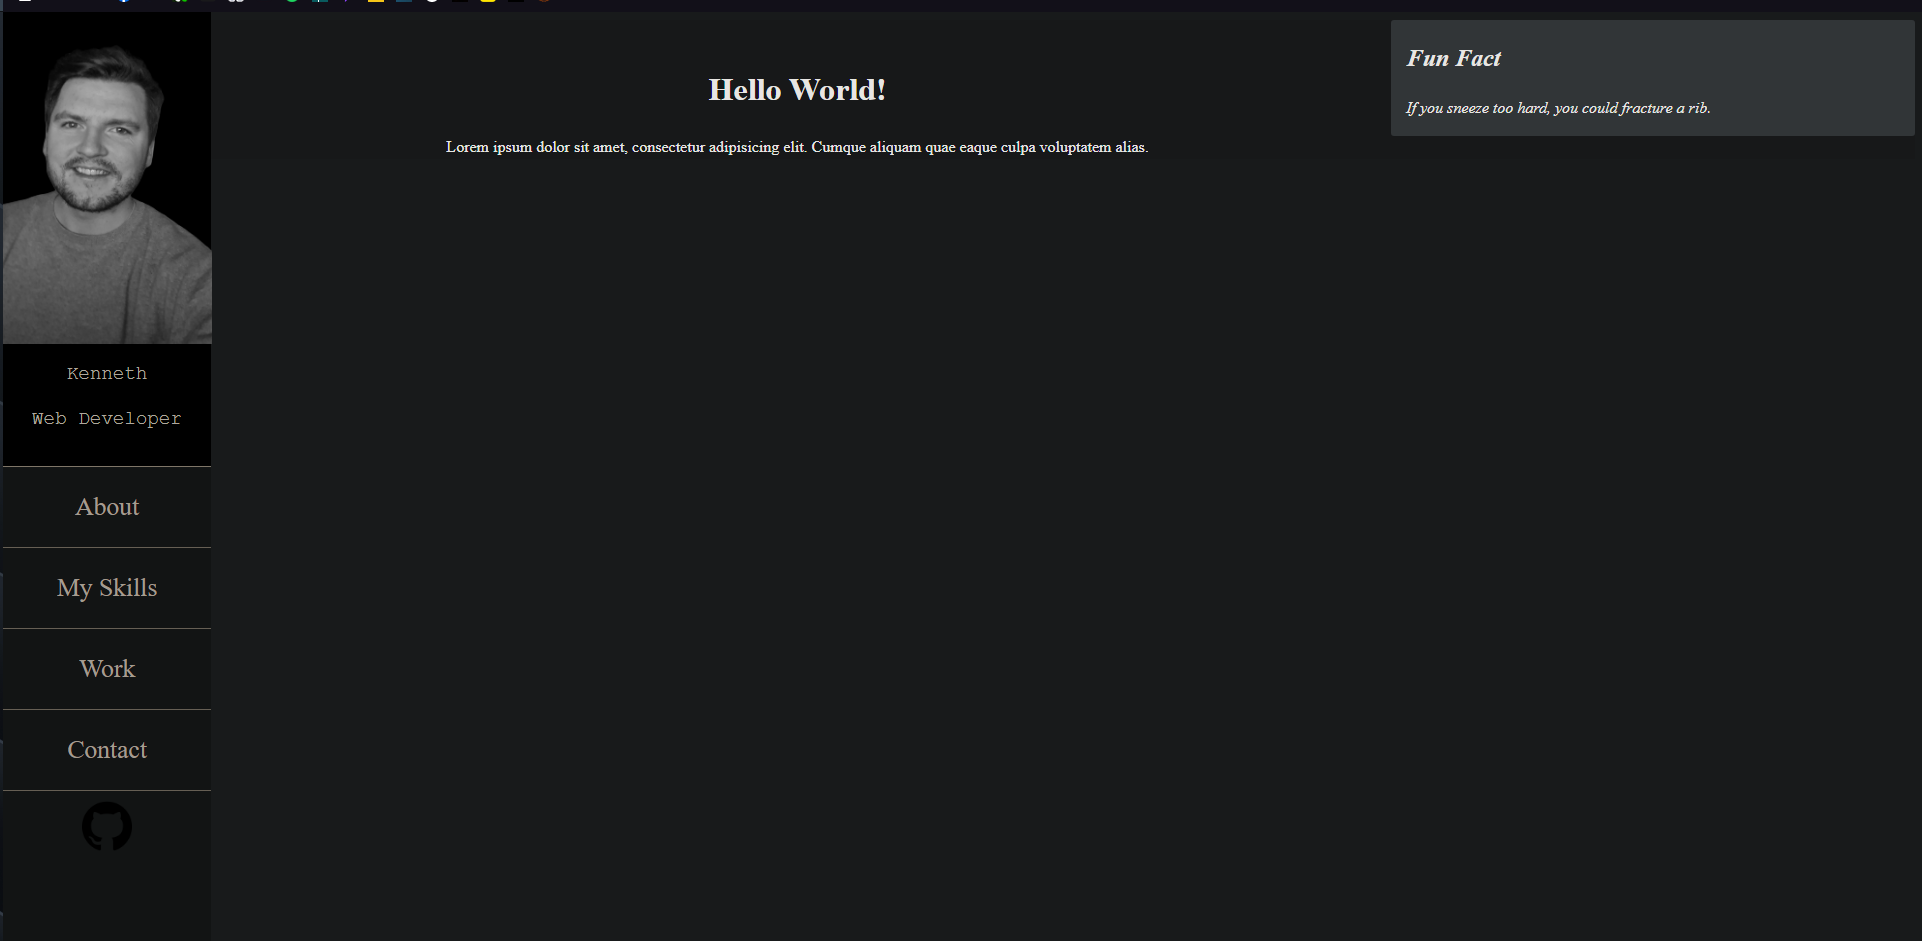 Kenneth
Web Developer
About
My Skills
Work
Contact
Hello World!
Lorem ipsum dolor sit amet, consectetur adipisicing elit. Cumque aliquam quae eaque culpa voluptatem alias.
Fun Fact
If you sneeze too hard, you could fracture a rib.